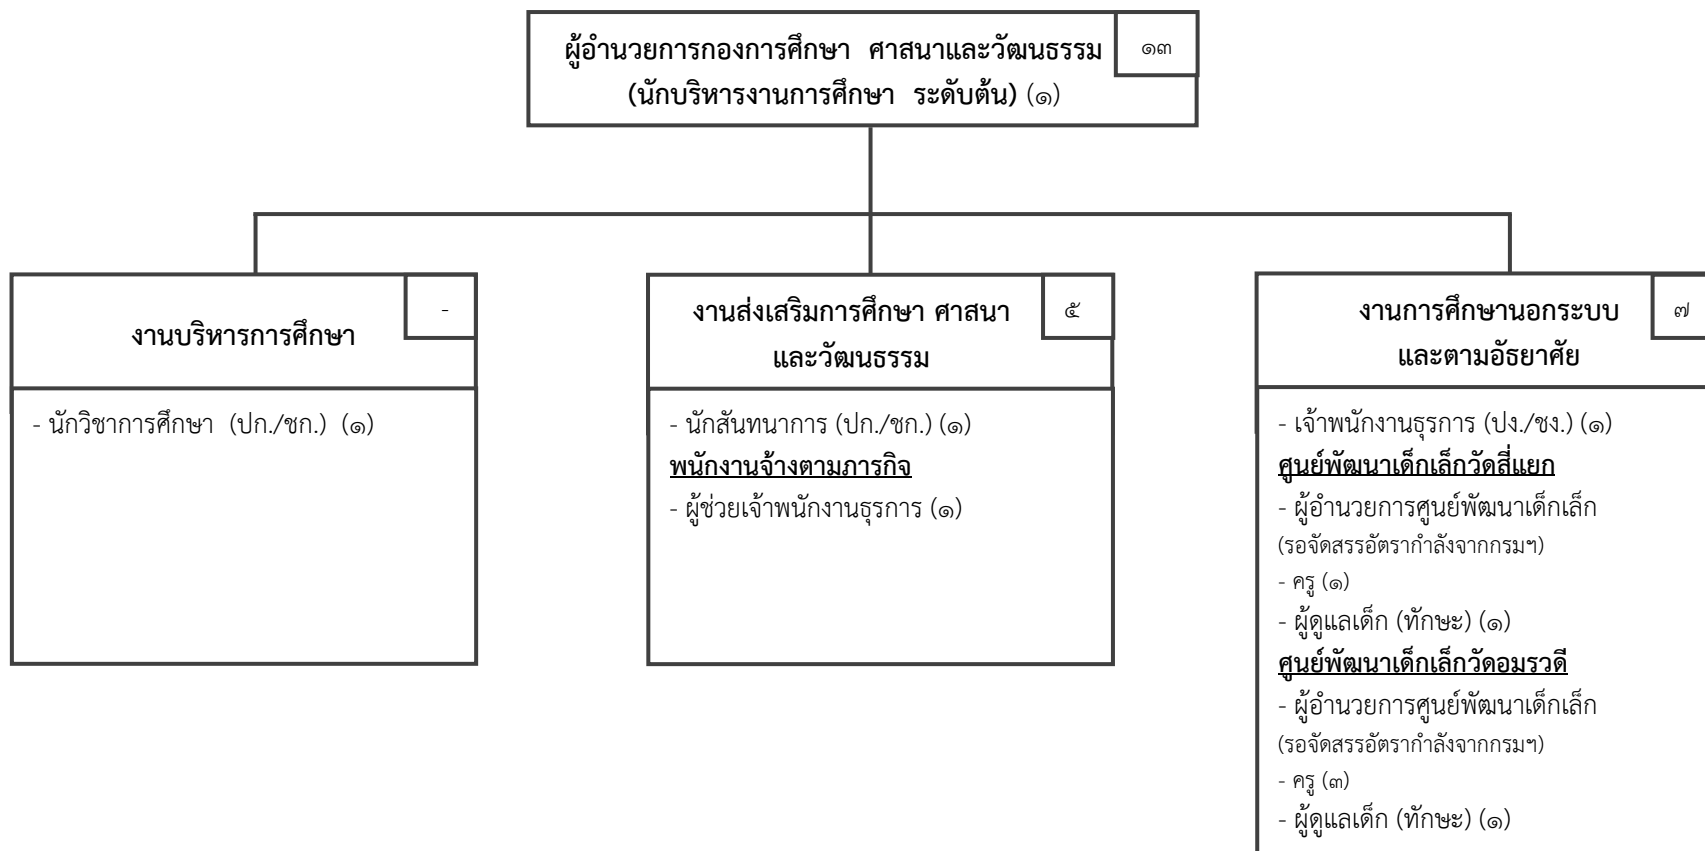 ผู้อำนวยการกองการศึกษา ศาสนาและวัฒนธรรม
(นักบริหารงานการศึกษา ระดับต้น) (๑)
๑๓
งานบริหารการศึกษา
-
- นักวิชาการศึกษา (ปก./ชก.) (๑)
งานส่งเสริมการศึกษา ศาสนา
และวัฒนธรรม
๕
- นักสันทนาการ (ปก./ชก.) (๑)
พนักงานจ้างตามภารกิจ
- ผู้ช่วยเจ้าพนักงานธุรการ (๑)
งานการศึกษานอกระบบ
และตามอัธยาศัย
๗
- เจ้าพนักงานธุรการ (ปง./ชง.) (๑)
ศูนย์พัฒนาเด็กเล็กวัดสี่แยก
- ผู้อำนวยการศูนย์พัฒนาเด็กเล็ก
(รอจัดสรรอัตรากำลังจากกรมฯ)
- ครู (๑)
- ผู้ดูแลเด็ก (ทักษะ) (๑)
ศูนย์พัฒนาเด็กเล็กวัดอมรวดี
- ผู้อำนวยการศูนย์พัฒนาเด็กเล็ก
(รอจัดสรรอัตรากำลังจากกรมฯ)
- ครู (๓)
- ผู้ดูแลเด็ก (ทักษะ) (๑)